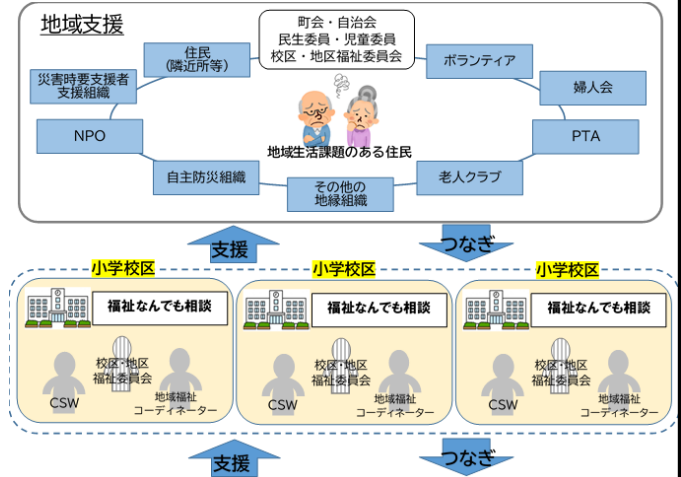 地域支援
町会・自治会
民生委員・児童委員
校区・地区福祉委員会
住民
(隣近所等)
ボランティア
災害時要支援者
支援組織
婦人会
NPO
PTA
地域生活課題のある住民
自主防災組織
その他の
地縁組織
老人クラブ
支援
つなぎ
小学校区
福祉なんでも相談
校区・地区
福祉委員会
CSW
地域福祉
コーディネーター
小学校区
福祉なんでも相談
校区・地区
福祉委員会
CSW
地域福祉
コーディネーター
小学校区
福祉なんでも相談
校区・地区
福祉委員会
CSW
地域福祉
コーディネーター
支援
つなぎ